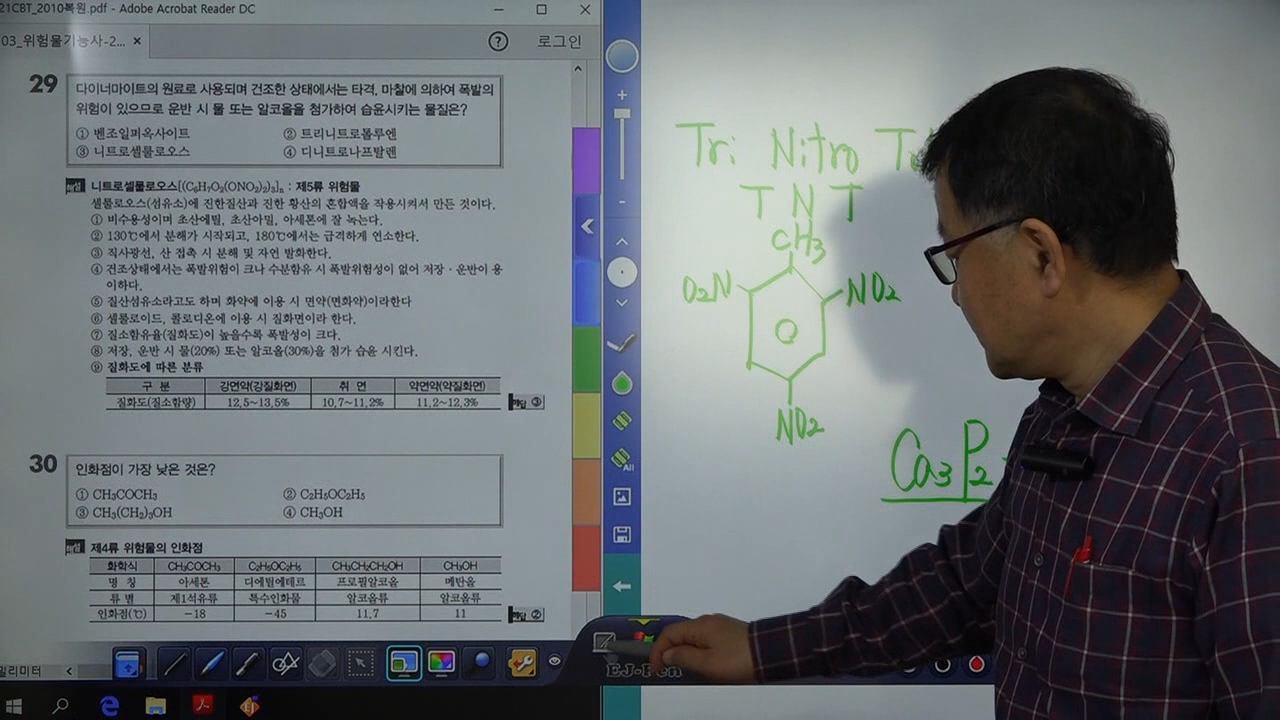 21CBT_2010복원.pdf - Adobe Acrobat Reader DC
03_위험물기능사-2... ×
로그인
29
다이너마이트의 원료로 사용되며 건조한 상태에서는 타격, 마찰에 의하여 폭발의
위험이 있으므로 운반 시 물 또는 알코올을 첨가하여 습윤시키는 물질은?
① 벤조일퍼옥사이트 ② 트리니트로톨루엔
③ 니트로셀룰로오스 ④ 디니트로나프탈렌
해설 니트로셀룰로오스[(C6H7O2(ONO2)3]n : 제5류 위험물
셀룰로오스(섬유소)에 진한질산과 진한 황산의 혼합액을 작용시켜서 만든 것이다.
① 비수용성이며 초산에틸, 초산아밀, 아세톤에 잘 녹는다.
② 130℃에서 분해가 시작되고, 180℃에서는 급격하게 연소한다.
③ 직사광선, 산 접촉 시 분해 및 자연 발화한다.
④ 건조상태에서는 폭발위험이 크나 수분함유 시 폭발위험성이 없어 저장·운반이 용
이하다.
⑤ 질산섬유소라고도 하며 화약에 이용 시 면약(면화약)이라한다
⑥ 셀룰로이드, 콜로디온에 이용 시 질화면이라 한다.
⑦ 질소함유율(질화도)이 높을수록 폭발성이 크다.
⑧ 저장, 운반 시 물(20%) 또는 알코올(30%)을 첨가 습윤 시킨다.
⑨ 질화도에 따른 분류
구 분 강면약(강질화면) 취 면 약면약(약질화면)
질화도(질소함량) 12.5~13.5% 10.7~11.2% 11.2~12.3%
해답 ③
30
인화점이 가장 낮은 것은?
① CH3COCH3 ② C2H5OC2H5
③ CH3(CH2)3OH ④ CH3OH
해설 제4류 위험물의 인화점
화학식 CH3COCH3 C2H5OC2H5 CH3CH2CH2OH CH3OH
명 칭 아세톤 디에틸에테르 프로필알코올 메탄올
류 별 제1석유류 특수인화물 알코올류 알코올류
인화점(℃) -18 -45 11.7 11
해답 ②
밀리미터
Tri Nitro
T N T
CH3
O2N
NO2
NO2
Ca3P2
All
EJ-Pen